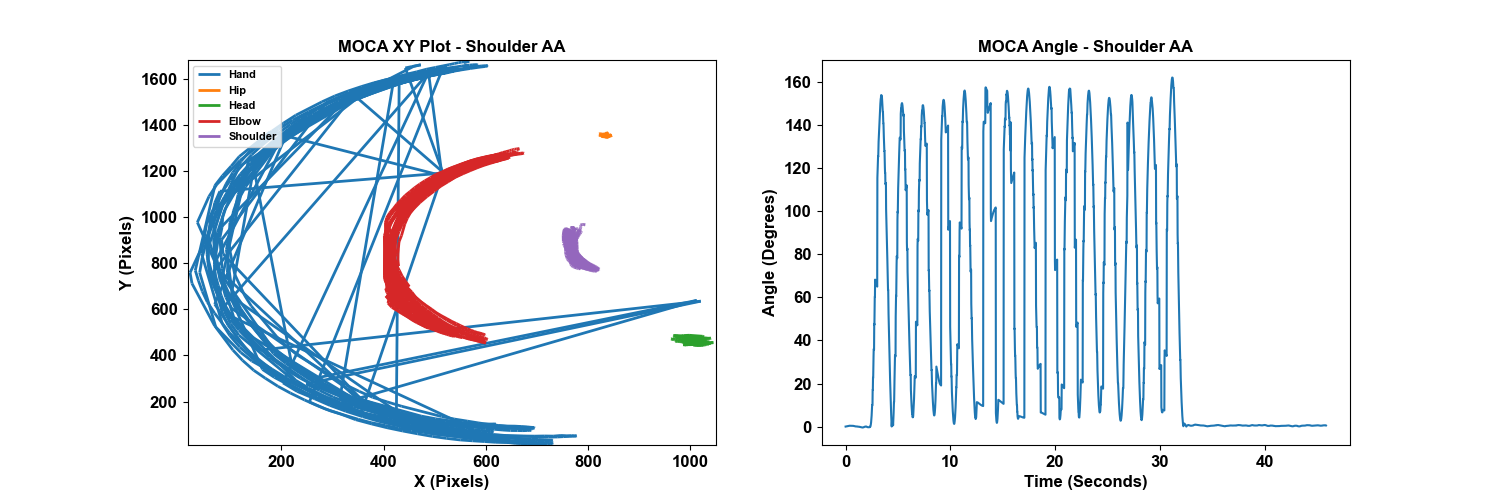 MOCA XY Plot - Shoulder AA
Y (Pixels)
1600
1400
1200
1000
800
600
400
200
Hand
Hip
Head
Elbow
Shoulder
200 400 600 800 1000
X (Pixels)
MOCA Angle - Shoulder AA
Angle (Degrees)
160
140
120
100
80
60
40
20
0
0 10 20 30 40
Time (Seconds)